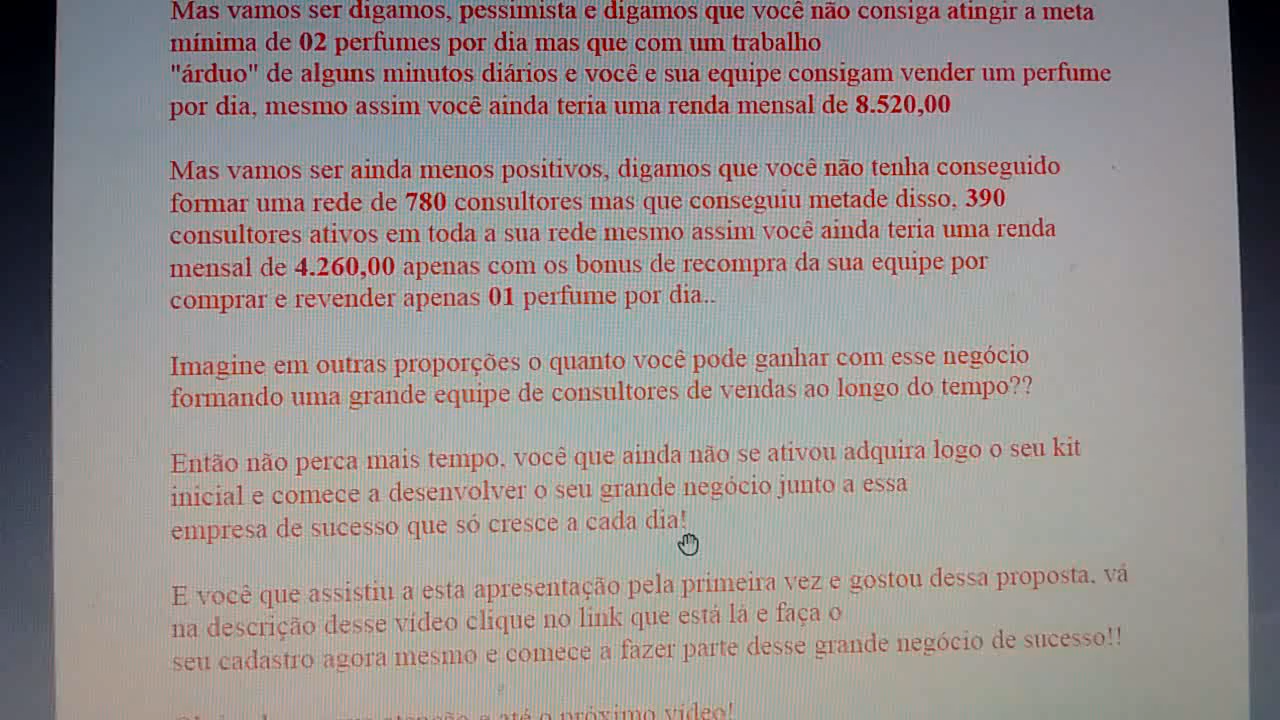 Mas vamos ser digamos, pessimista e digamos que você não consiga atingir a meta
mínima de 02 perfumes por dia mas que com um trabalho
"árduo" de alguns minutos diários e você e sua equipe consigam vender um perfume
por dia, mesmo assim você ainda teria uma renda mensal de 8.520,00
Mas vamos ser ainda menos positivos, digamos que você não tenha conseguido
formar uma rede de 780 consultores mas que conseguiu metade disso, 390
consultores ativos em toda a sua rede mesmo assim você ainda teria uma renda
mensal de 4.260,00 apenas com os bonus de recompra da sua equipe por
comprar e revender apenas 01 perfume por dia..
Imagine em outras proporções o quanto você pode ganhar com esse negócio
formando uma grande equipe de consultores de vendas ao longo do tempo??
Então não perca mais tempo, você que ainda não se ativou adquira logo o seu kit
inicial e comece a desenvolver o seu grande negócio junto a essa
empresa de sucesso que só cresce a cada dia!
E você que assistiu a esta apresentação pela primeira vez e gostou dessa proposta, vá
na descrição desse vídeo clique no link que está lá e faça o
seu cadastro agora mesmo e comece a fazer parte desse grande negócio de sucesso!!
e até o próximo vídeo!